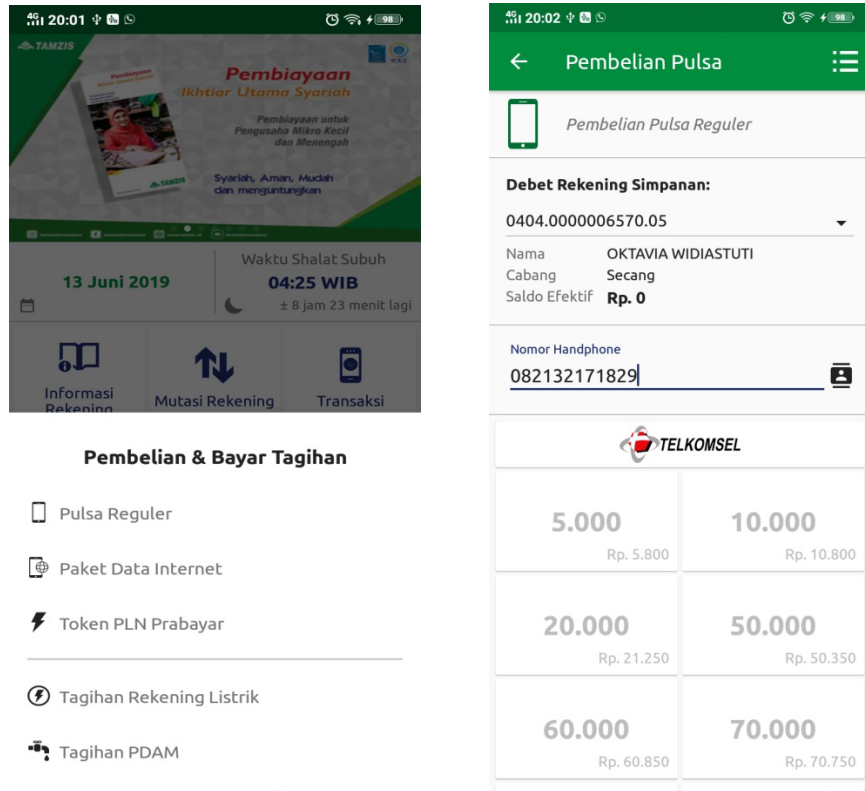 4G 20:01
98
TAMZIS
Pembiayaan
Ikhtiar Utama Syariah
Pembiayaan untuk
Pengusaha Mikro Kecil
dan Menengah
TAMZIS
Syariah, Aman, Mudah
dan menguntungkan
13 Juni 2019
Waktu Shalat Subuh
04:25 WIB
± 8 jam 23 menit lagi
Informasi
Rekening
Mutasi Rekening
Transaksi
Pembelian & Bayar Tagihan
Pulsa Reguler
Paket Data Internet
Token PLN Prabayar
Tagihan Rekening Listrik
Tagihan PDAM
4G 20:02
98
Pembelian Pulsa
Pembelian Pulsa Reguler
Debet Rekening Simpanan:
0404.0000006570.05
Nama OKTAVIA WIDIASTUTI
Cabang Secang
Saldo Efektif Rp. 0
Nomor Handphone
082132171829
TELKOMSEL
5.000 10.000
Rp. 5.800 Rp. 10.800
20.000 50.000
Rp. 21.250 Rp. 50.350
60.000 70.000
Rp. 60.850 Rp. 70.750